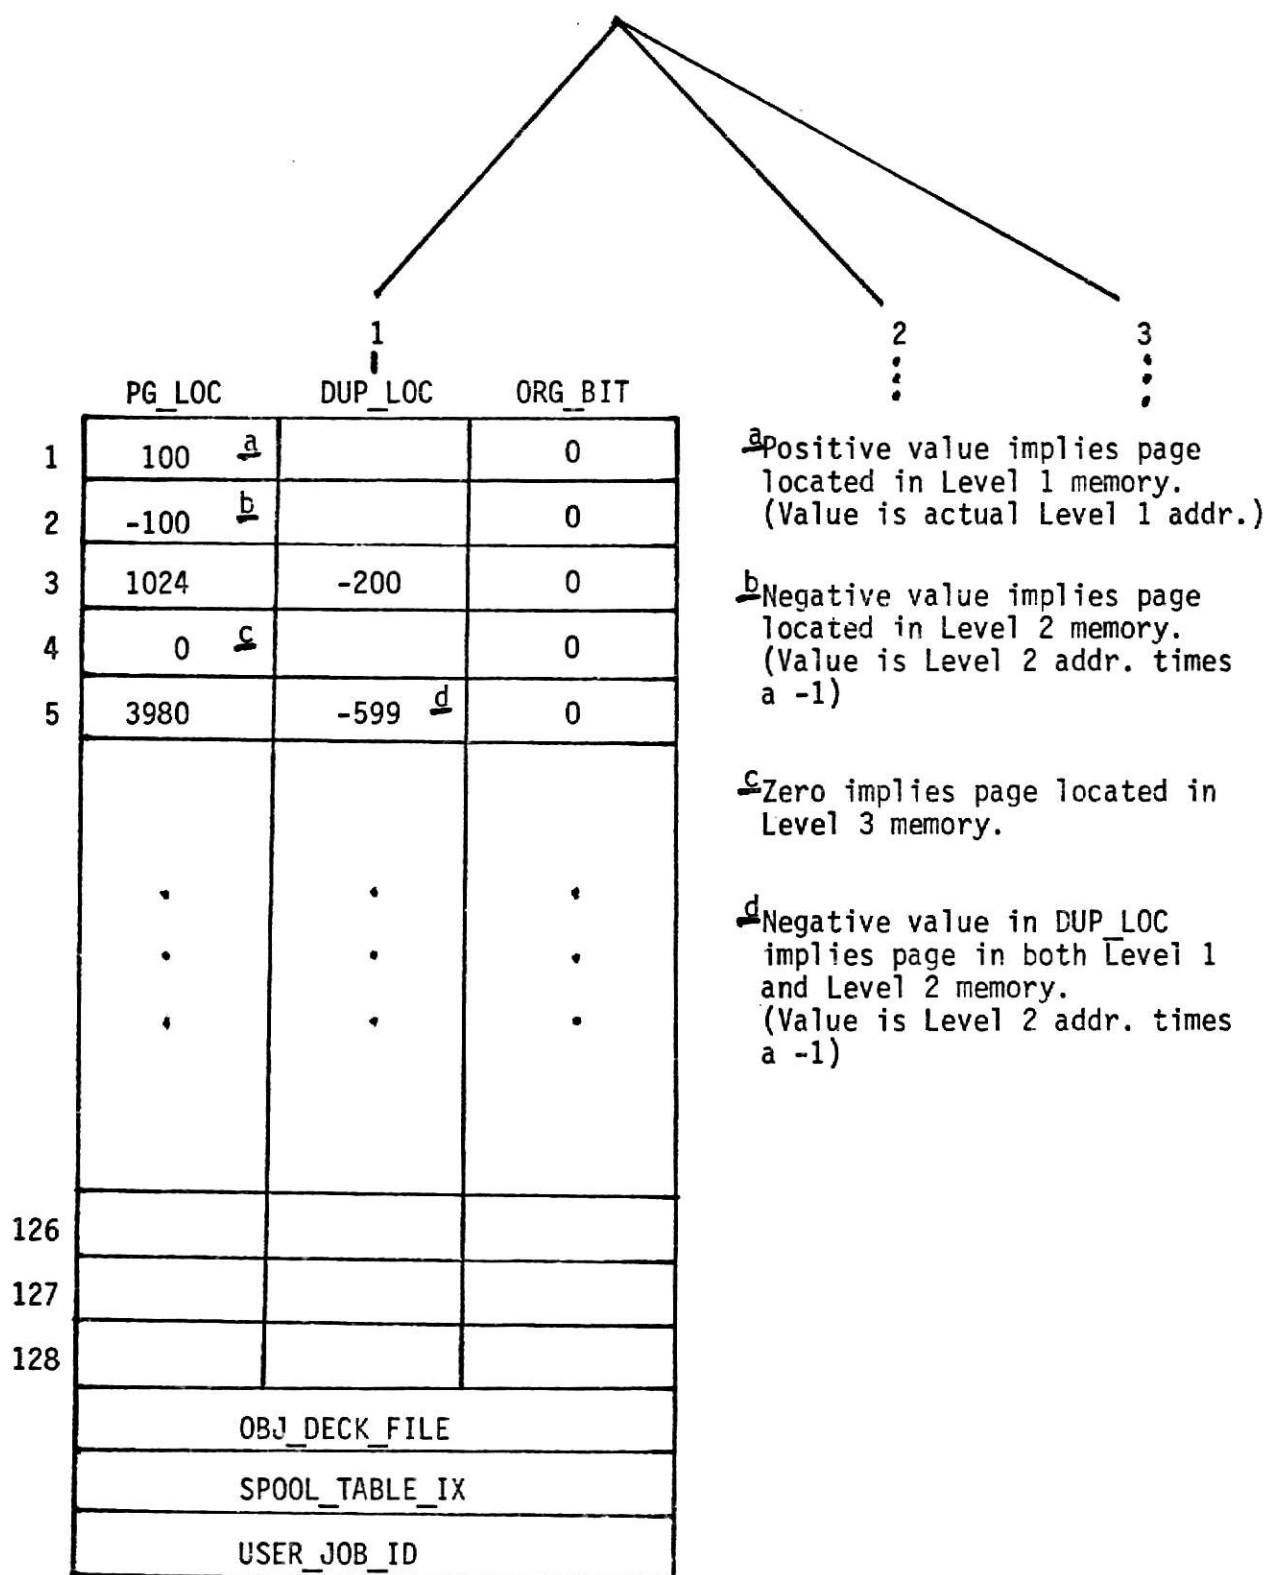 1 2 3
PG_LOC DUP_LOC ORG_BIT
1 100 a 0
2 -100 b 0
3 1024 -200 0
4 0 c 0
5 3980 -599 d 0
126
127
128
OBJ_DECK_FILE
SPOOL_TABLE_IX
USER_JOB_ID
a Positive value implies page
located in Level 1 memory.
(Value is actual Level 1 addr.)
b Negative value implies page
located in Level 2 memory.
(Value is Level 2 addr. times
a -1)
c Zero implies page located in
Level 3 memory.
d Negative value in DUP_LOC
implies page in both Level 1
and Level 2 memory.
(Value is Level 2 addr. times
a -1)